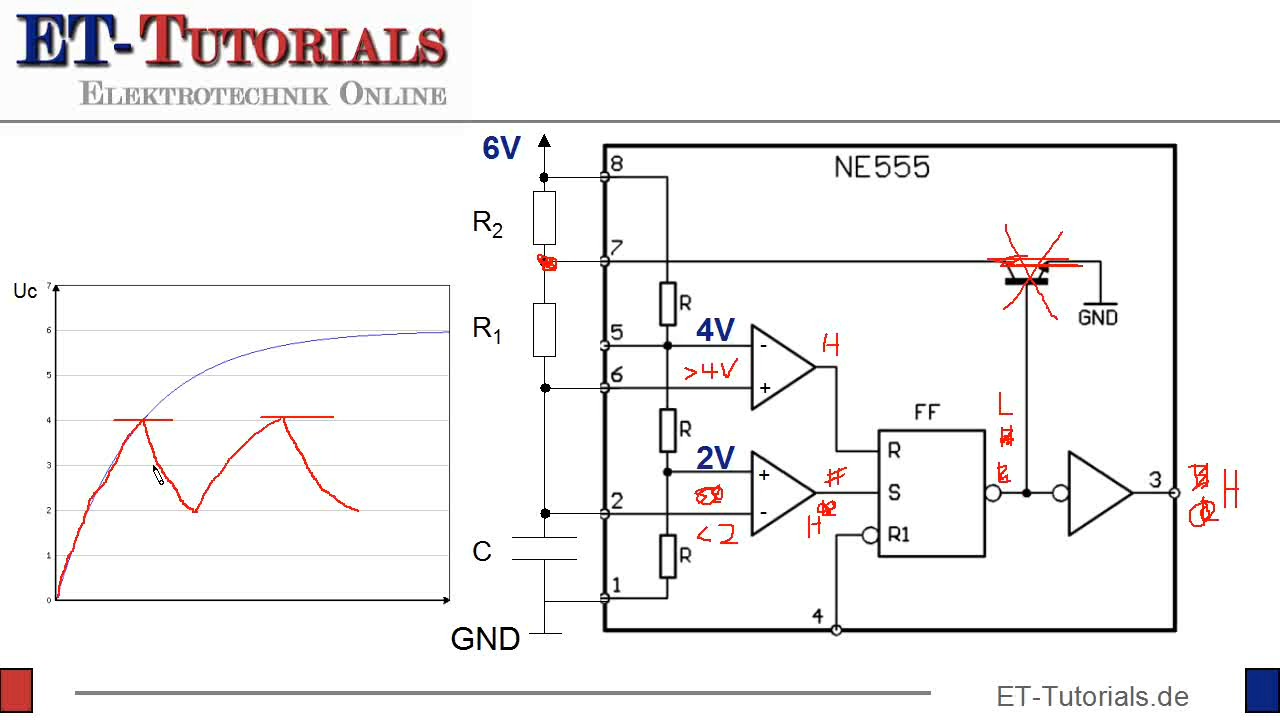 ET-TUTORIALS
ELEKTROTECHNIK ONLINE
6V
8
NE555
R2
7
Uc
7
6
5
4
3
2
1
0
R
5
4V
-
H
GND
R1
6
>4V
+
L
FF
R
2V
+
R
2
-
S
3
H
<2
H
C
R
R1
1
4
GND
ET-Tutorials.de